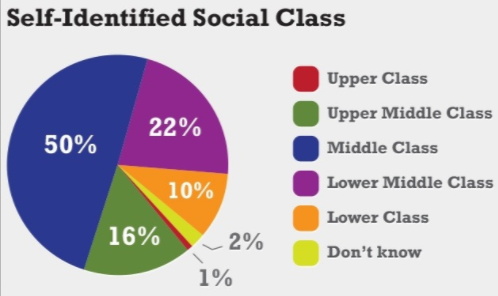 Self-Identified Social Class
50%
22%
10%
16%
2%
1%
Upper Class
Upper Middle Class
Middle Class
Lower Middle Class
Lower Class
Don't know